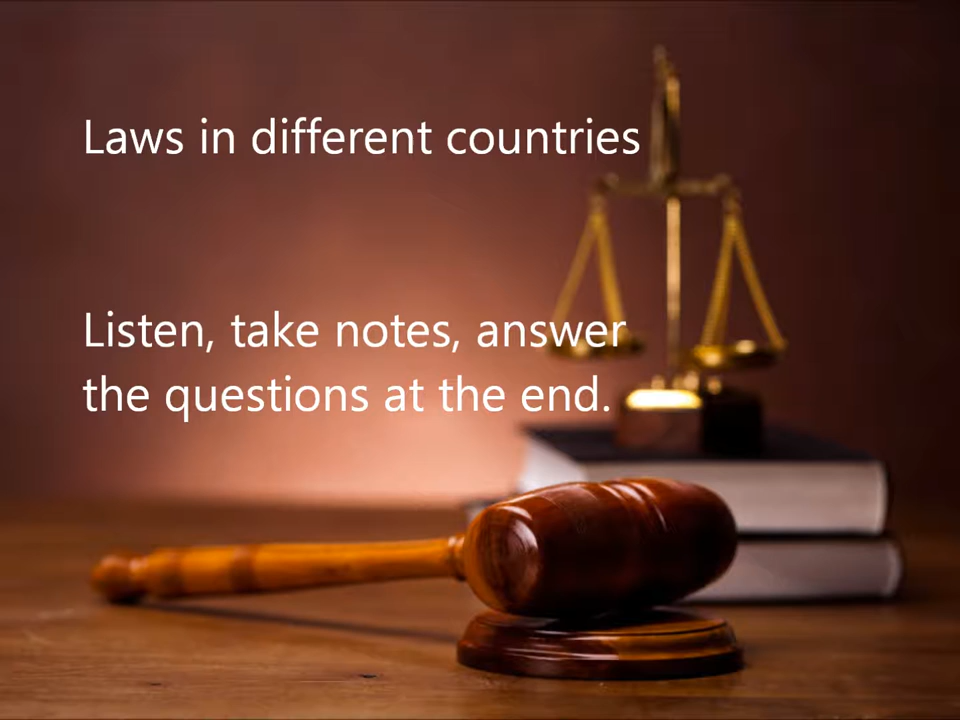 Laws in different countries
Listen, take notes, answer
the questions at the end.